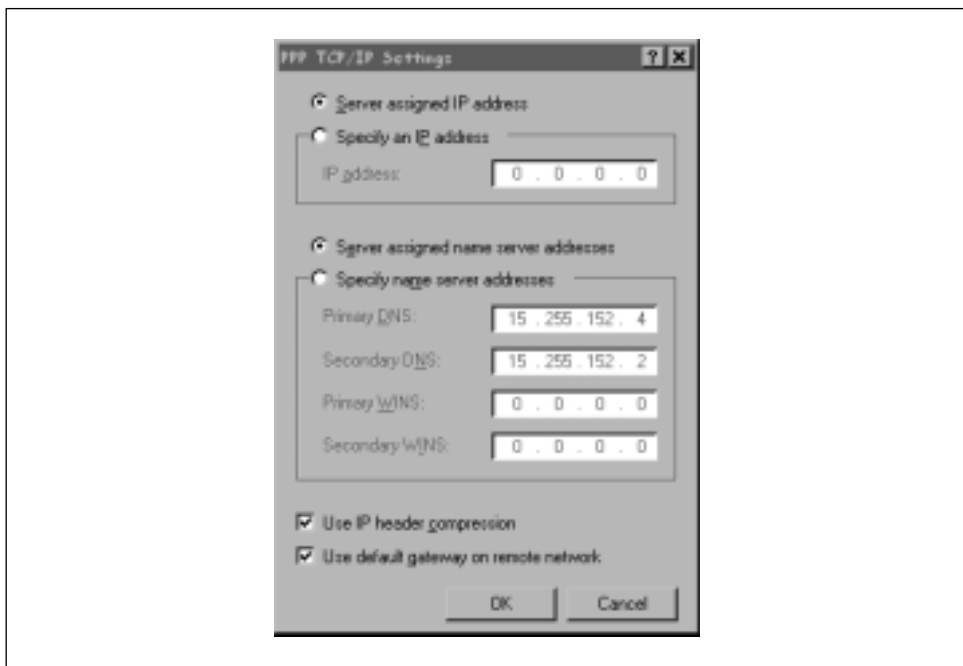 PPP TCP/IP Settings
Server assigned IP address
Specify an IP address
IP address: 0 . 0 . 0 . 0
Server assigned name server addresses
Specify name server addresses
Primary DNS: 15 . 255 . 152 . 4
Secondary DNS: 15 . 255 . 152 . 2
Primary WINS: 0 . 0 . 0 . 0
Secondary WINS: 0 . 0 . 0 . 0
Use IP header compression
Use default gateway on remote network
OK Cancel